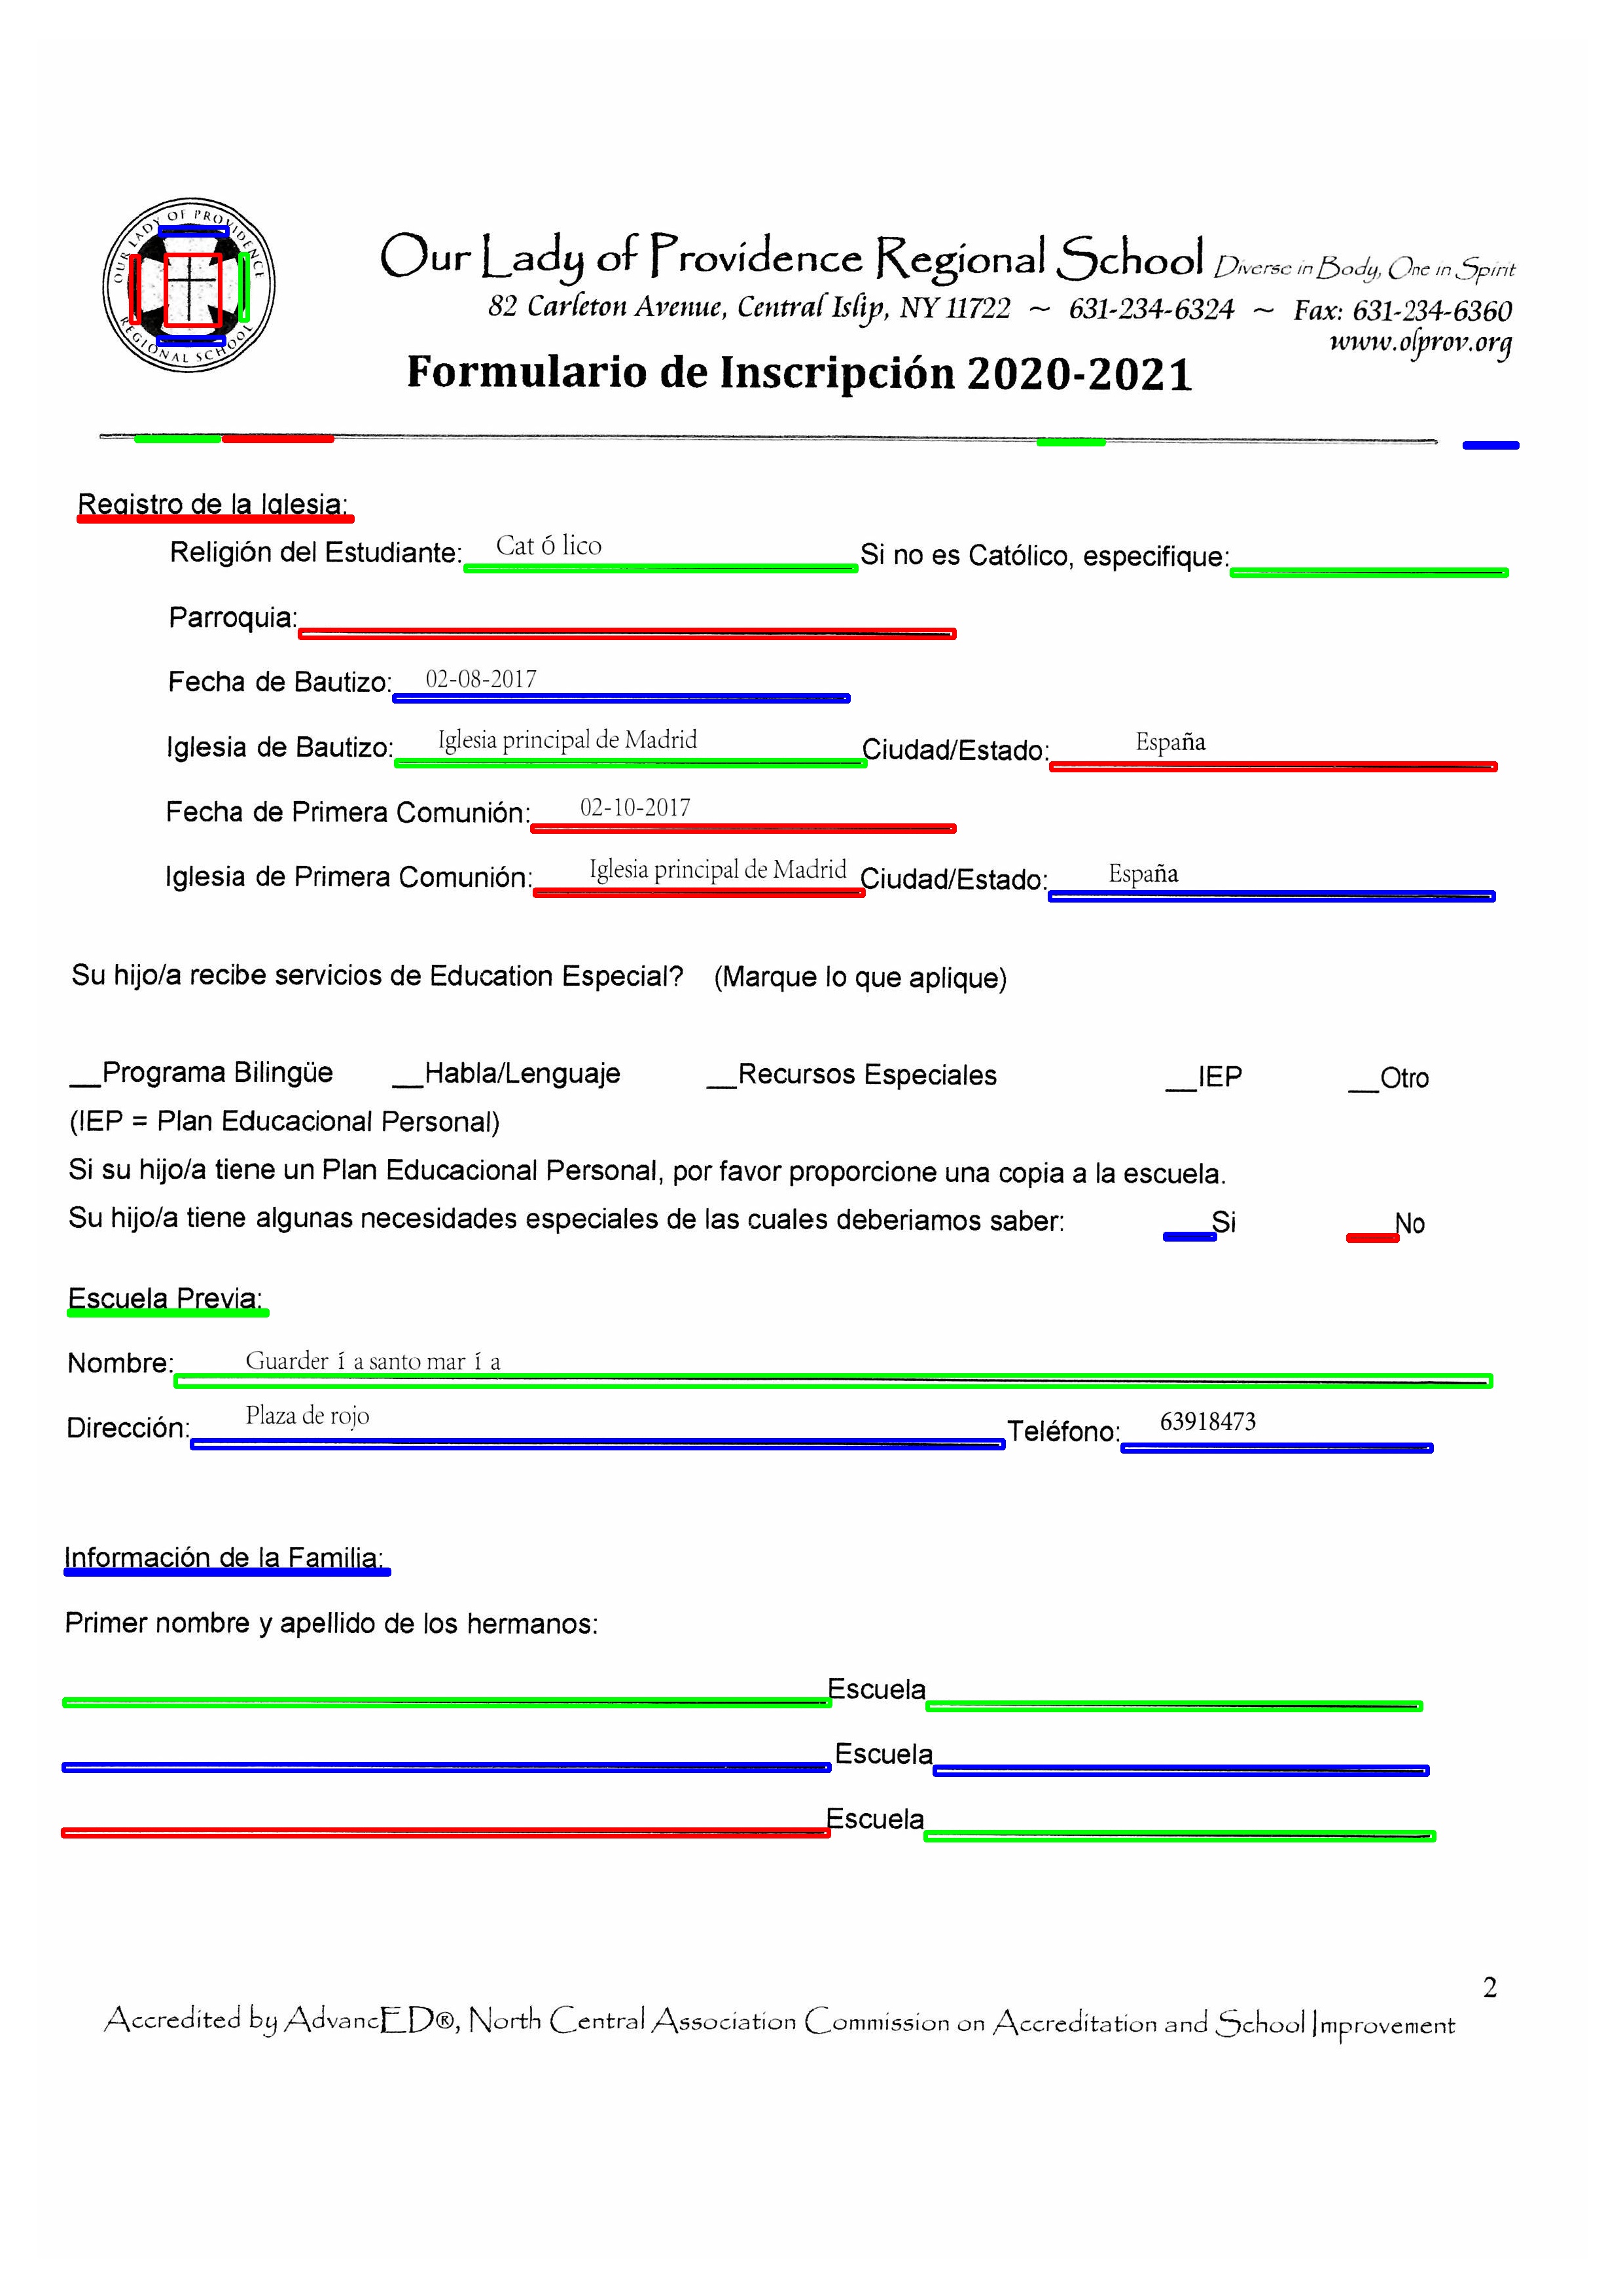 OUR LADY OF PROVIDENCE
REGIONAL SCHOOL
Our Lady of Providence Regional School Diverse in Body, One in Spirit
82 Carleton Avenue, Central Islip, NY 11722 ~ 631-234-6324 ~ Fax: 631-234-6360
www.olprov.org
Formulario de Inscripción 2020-2021
Registro de la Iglesia:
Religión del Estudiante: Cat ó lico Si no es Católico, especifique:
Parroquia:
Fecha de Bautizo: 02-08-2017
Iglesia de Bautizo: Iglesia principal de Madrid Ciudad/Estado: España
Fecha de Primera Comunión: 02-10-2017
Iglesia de Primera Comunión: Iglesia principal de Madrid Ciudad/Estado: España
Su hijo/a recibe servicios de Education Especial? (Marque lo que aplique)
__Programa Bilingüe __Habla/Lenguaje __Recursos Especiales __IEP __Otro
(IEP = Plan Educacional Personal)
Si su hijo/a tiene un Plan Educacional Personal, por favor proporcione una copia a la escuela.
Su hijo/a tiene algunas necesidades especiales de las cuales deberiamos saber: Si No
Escuela Previa:
Nombre: Guarder í a santo mar í a
Dirección: Plaza de rojo Teléfono: 63918473
Información de la Familia:
Primer nombre y apellido de los hermanos:
Escuela
Escuela
Escuela
2
Accredited by AdvancED®, North Central Association Commission on Accreditation and School Improvement